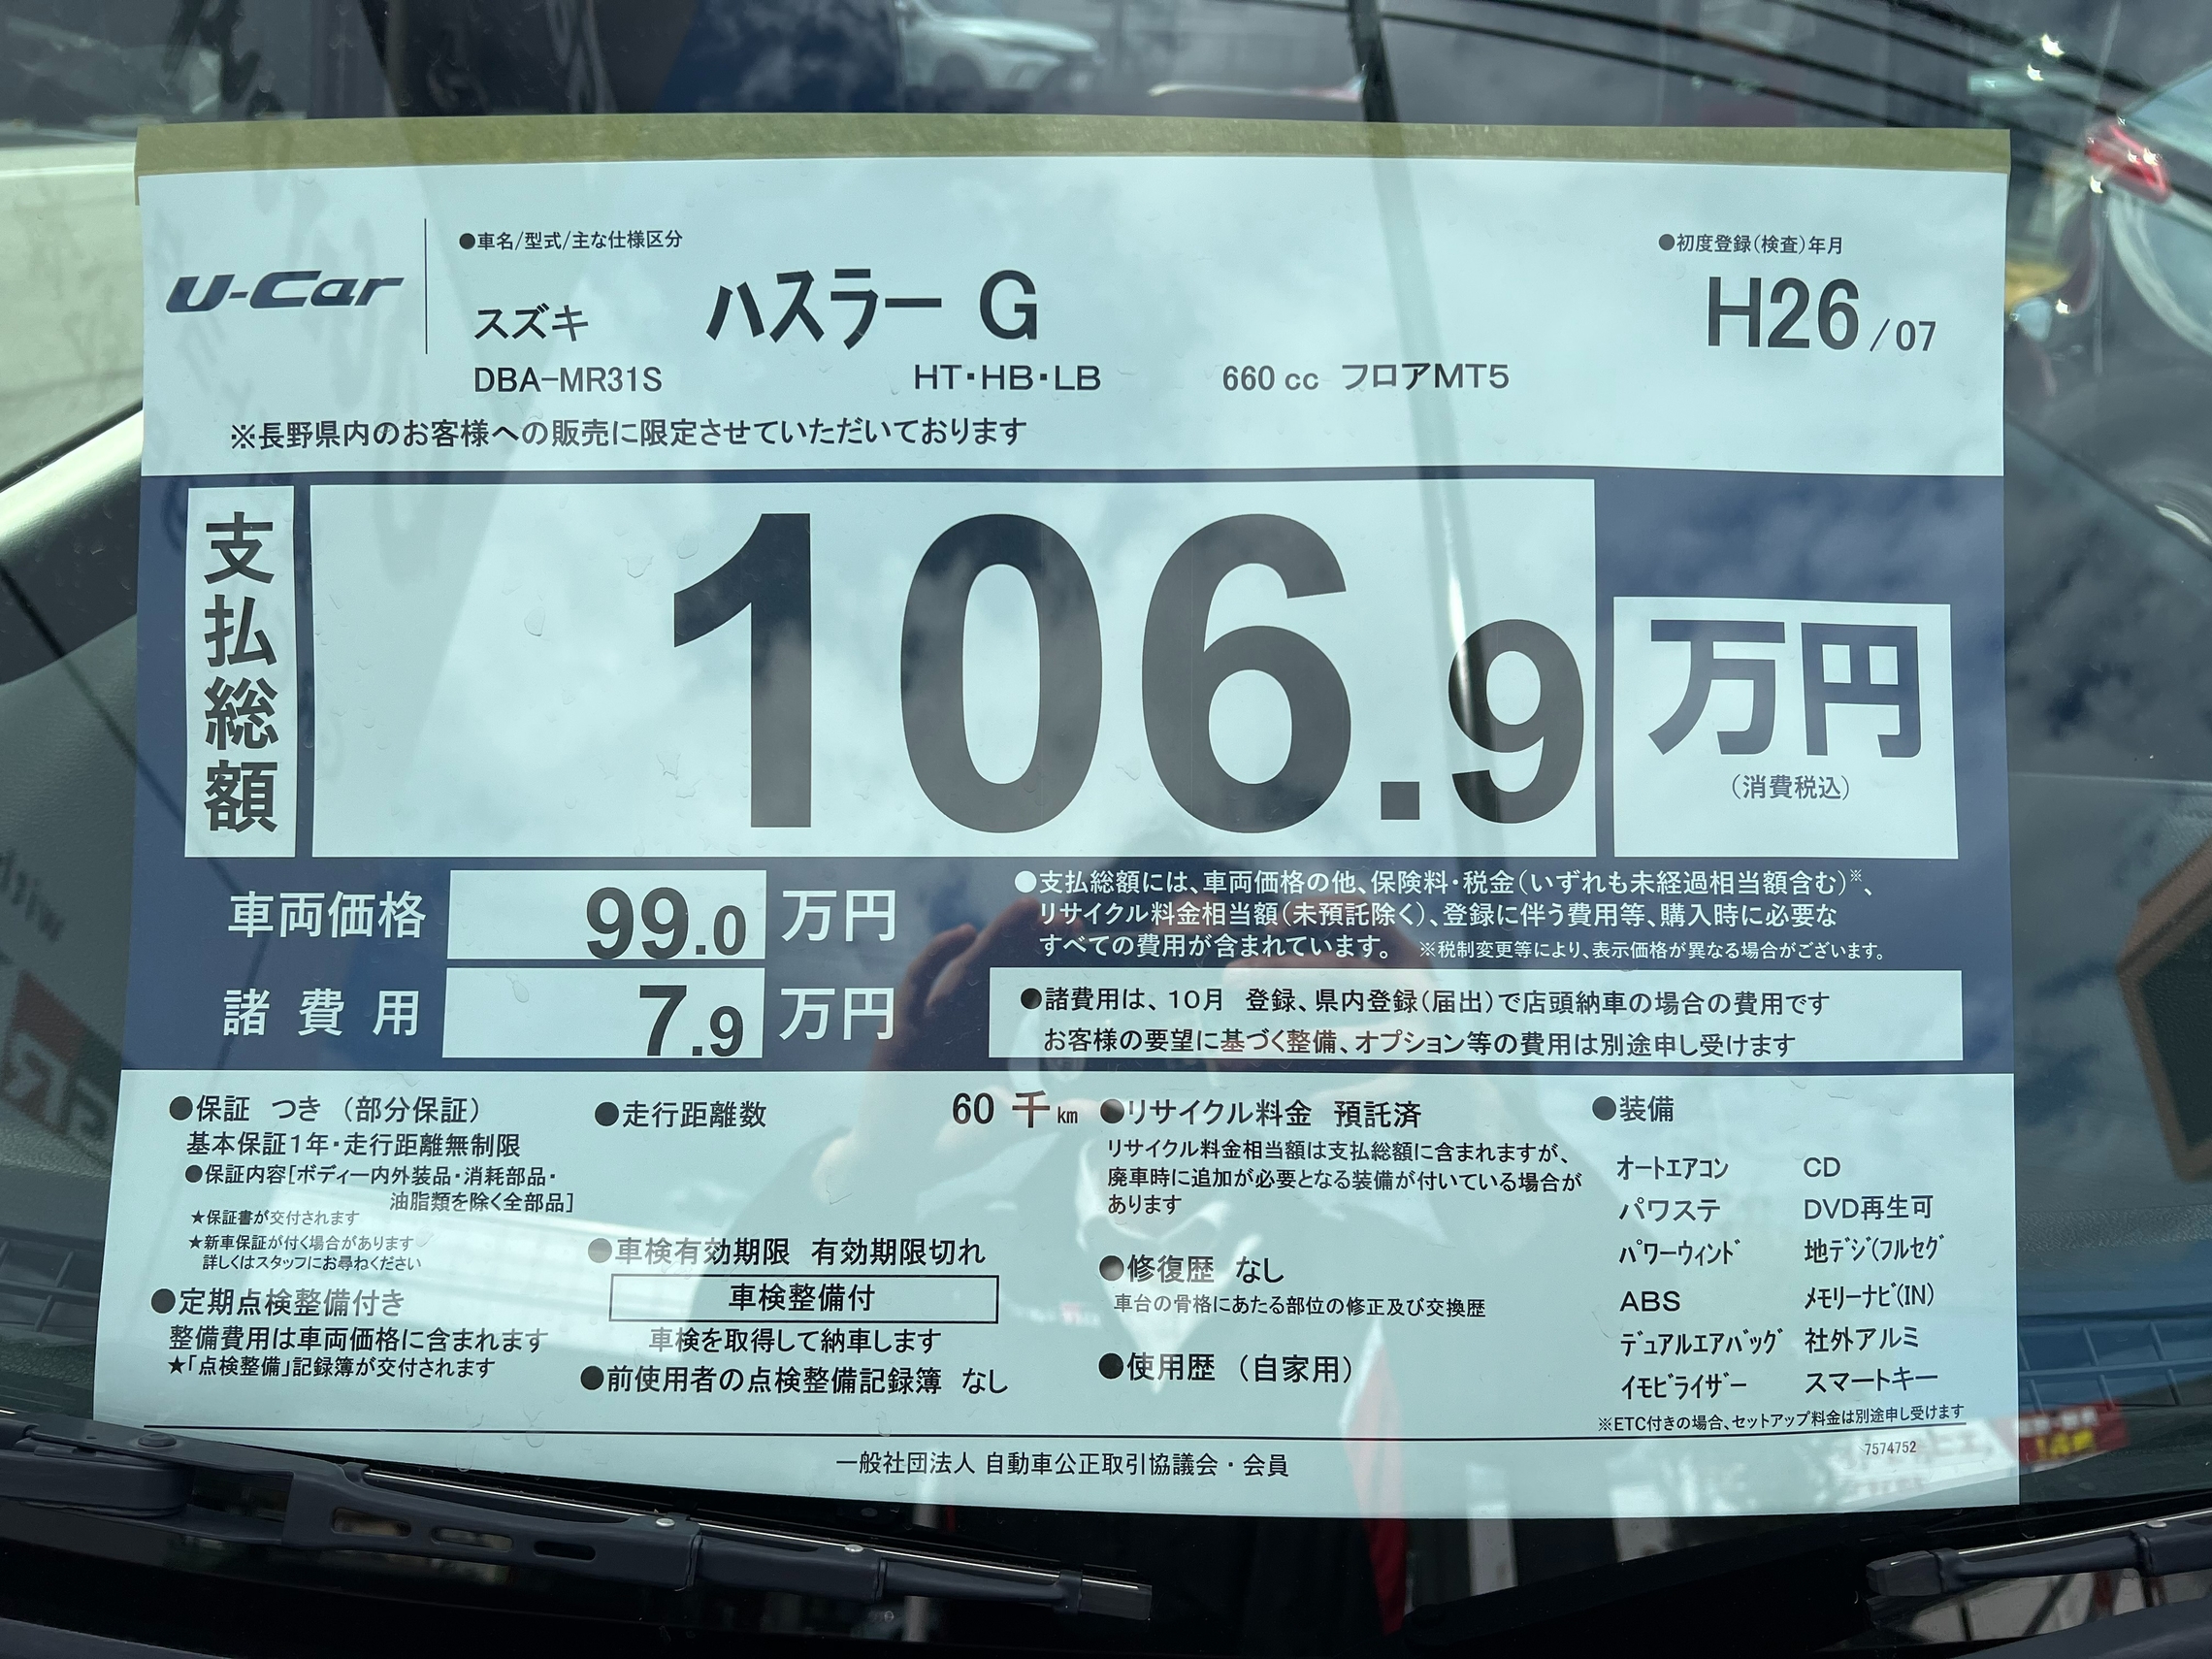 U-Car
●車名/型式/主な仕様区分
●初度登録(検査)年月
スズキ ハスラー G
H26/07
DBA-MR31S HT・HB・LB 660 cc フロアMT5
※長野県内のお客様への販売に限定させていただいております
支払総額
106.9
万円
(消費税込)
車両価格 99.0 万円
諸費用 7.9 万円
●支払総額には、車両価格の他、保険料・税金(いずれも未経過相当額含む)※、
リサイクル料金相当額(未預託除く)、登録に伴う費用等、購入時に必要な
すべての費用が含まれています。 ※税制変更等により、表示価格が異なる場合がございます。
●諸費用は、10月 登録、県内登録(届出)で店頭納車の場合の費用です
お客様の要望に基づく整備、オプション等の費用は別途申し受けます
●保証 つき (部分保証)
基本保証1年・走行距離無制限
●保証内容[ボディー内外装品・消耗部品・
油脂類を除く全部品]
★保証書が交付されます
★新車保証が付く場合があります
詳しくはスタッフにお尋ねください
●定期点検整備付き
整備費用は車両価格に含まれます
★「点検整備」記録簿が交付されます
●走行距離数 60 千km
●車検有効期限 有効期限切れ
車検整備付
車検を取得して納車します
●前使用者の点検整備記録簿 なし
●リサイクル料金 預託済
リサイクル料金相当額は支払総額に含まれますが、
廃車時に追加が必要となる装備が付いている場合が
あります
●修復歴 なし
車台の骨格にあたる部位の修正及び交換歴
●使用歴 (自家用)
●装備
オートエアコン CD
パワステ DVD再生可
パワーウィンド 地デジ(フルセグ
ABS メモリーナビ(IN)
デュアルエアバッグ 社外アルミ
イモビライザー スマートキー
※ETC付きの場合、セットアップ料金は別途申し受けます
7574752
一般社団法人 自動車公正取引協議会・会員